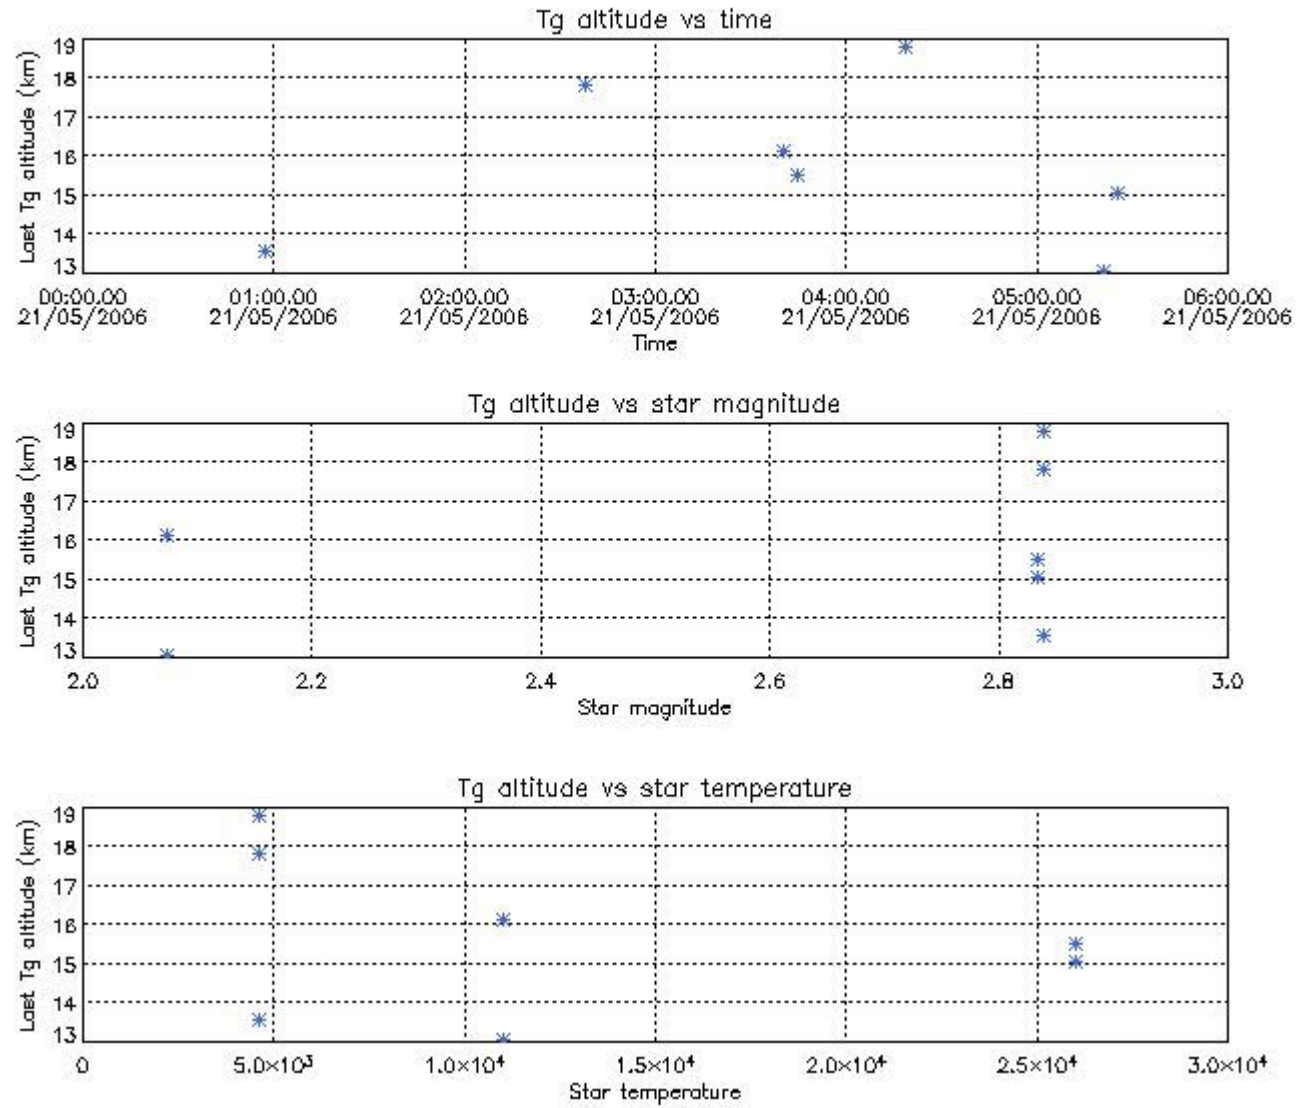 Tg altitude vs time
Last Tg altitude (km)
19
18
17
16
15
14
13
00:00.00 01:00.00 02:00.00 03:00.00 04:00.00 05:00.00 06:00.00
21/05/2006 21/05/2006 21/05/2006 21/05/2006 21/05/2006 21/05/2006 21/05/2006
Time
Tg altitude vs star magnitude
Last Tg altitude (km)
19
18
17
16
15
14
13
2.0 2.2 2.4 2.6 2.8 3.0
Star magnitude
Tg altitude vs star temperature
Last Tg altitude (km)
19
18
17
16
15
14
13
0 5.0×10³ 1.0×10⁴ 1.5×10⁴ 2.0×10⁴ 2.5×10⁴ 3.0×10⁴
Star temperature